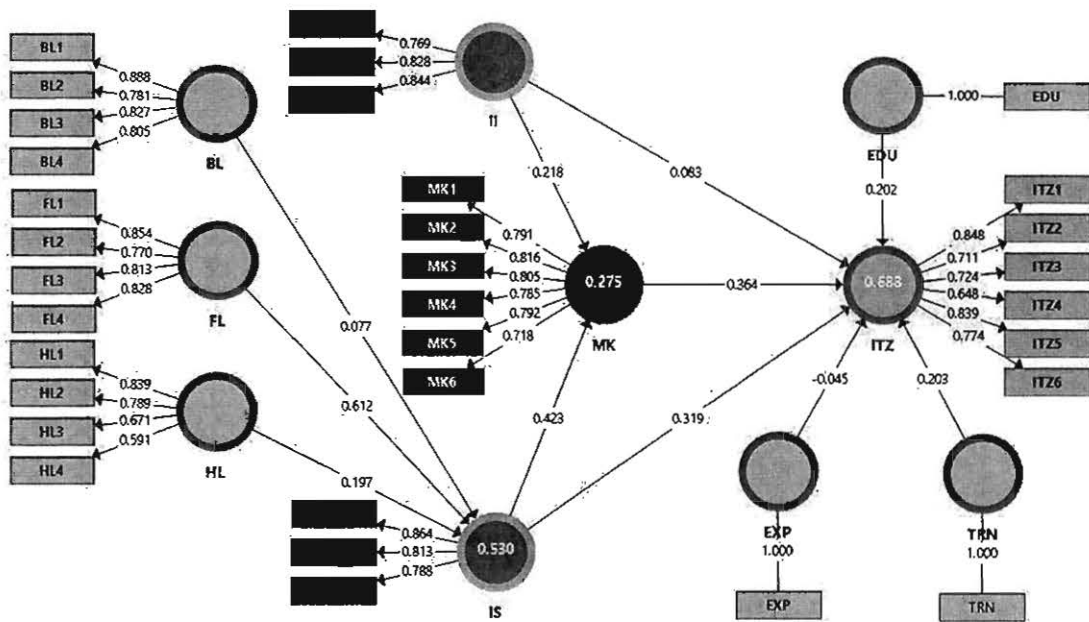 BL1
BL2
BL3
BL4
0.888
0.781
0.827
0.805
BL
FL1
FL2
FL3
FL4
0.854
0.770
0.813
0.828
FL
HL1
HL2
HL3
HL4
0.839
0.789
0.671
0.591
HL
0.769
0.828
0.844
0.218
0.083
MK1
MK2
MK3
MK4
MK5
MK6
0.791
0.816
0.805
0.785
0.792
0.718
0.275
MK
0.364
0.077
0.612
0.197
0.423
0.319
0.864
0.813
0.788
0.530
IS
EDU
1.000
EDU
0.202
ITZ
0.848
0.711
0.724
0.648
0.839
0.774
ITZ1
ITZ2
ITZ3
ITZ4
ITZ5
ITZ6
-0.045
0.203
EXP
1.000
EXP
TRN
1.000
TRN